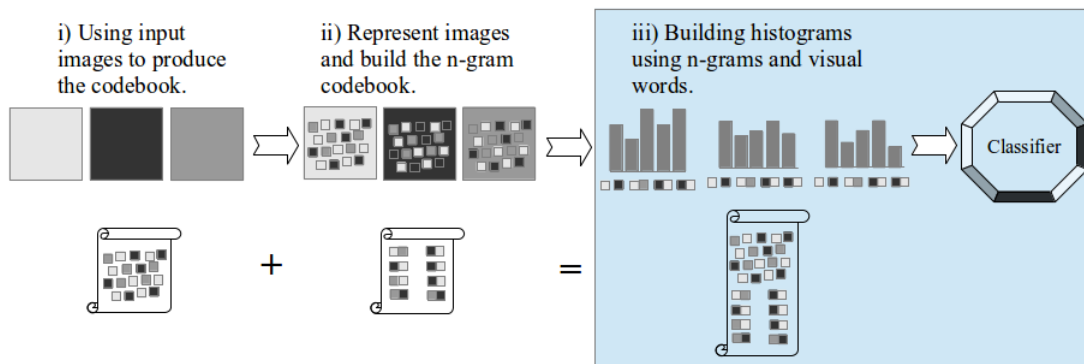 i) Using input
images to produce
the codebook.
ii) Represent images
and build the n-gram
codebook.
iii) Building histograms
using n-grams and visual
words.
Classifier
+
=